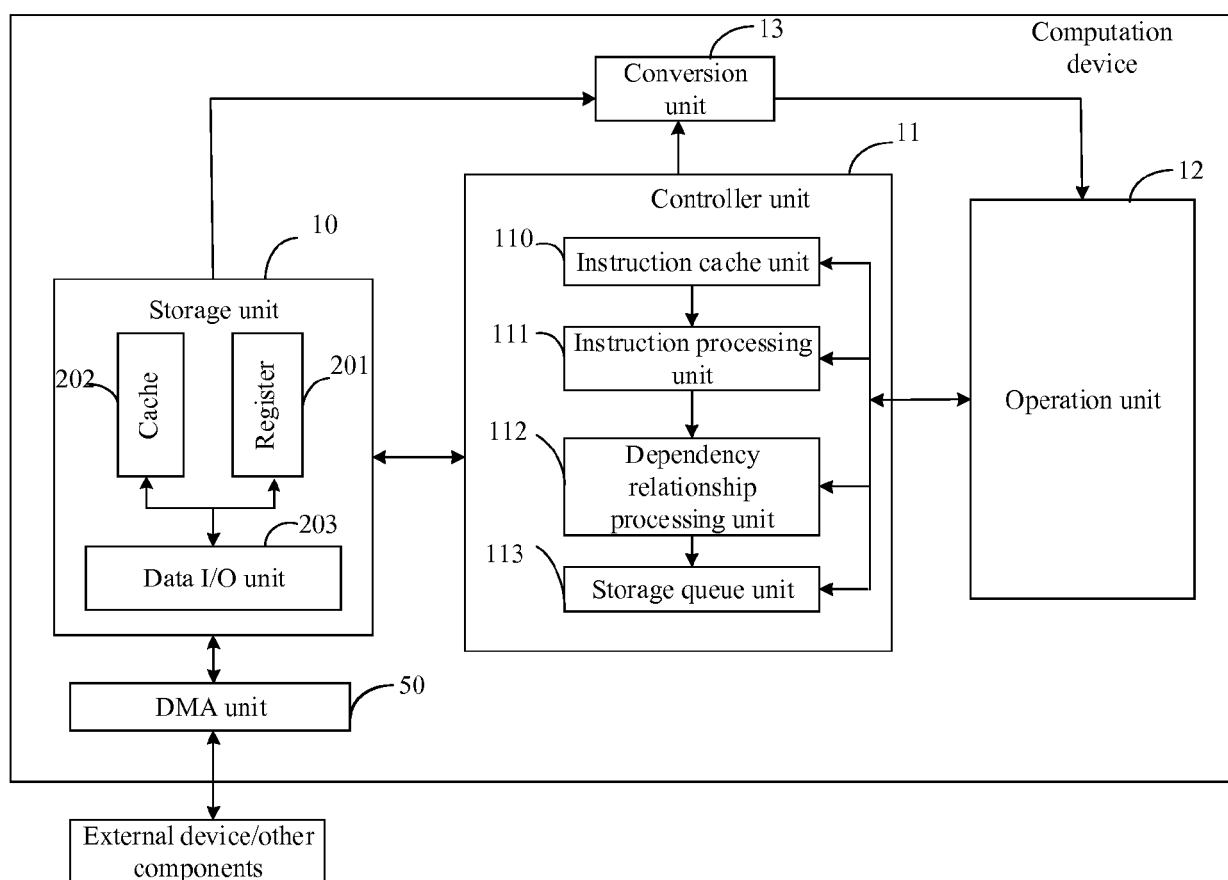 13
Computation
device
Conversion
unit
11
12
Controller unit
10
110
Instruction cache unit
Storage unit
111
Instruction processing
unit
202
Cache
Register
201
Operation unit
112
Dependency
relationship
processing unit
203
113
Data I/O unit
Storage queue unit
50
DMA unit
External device/other
components